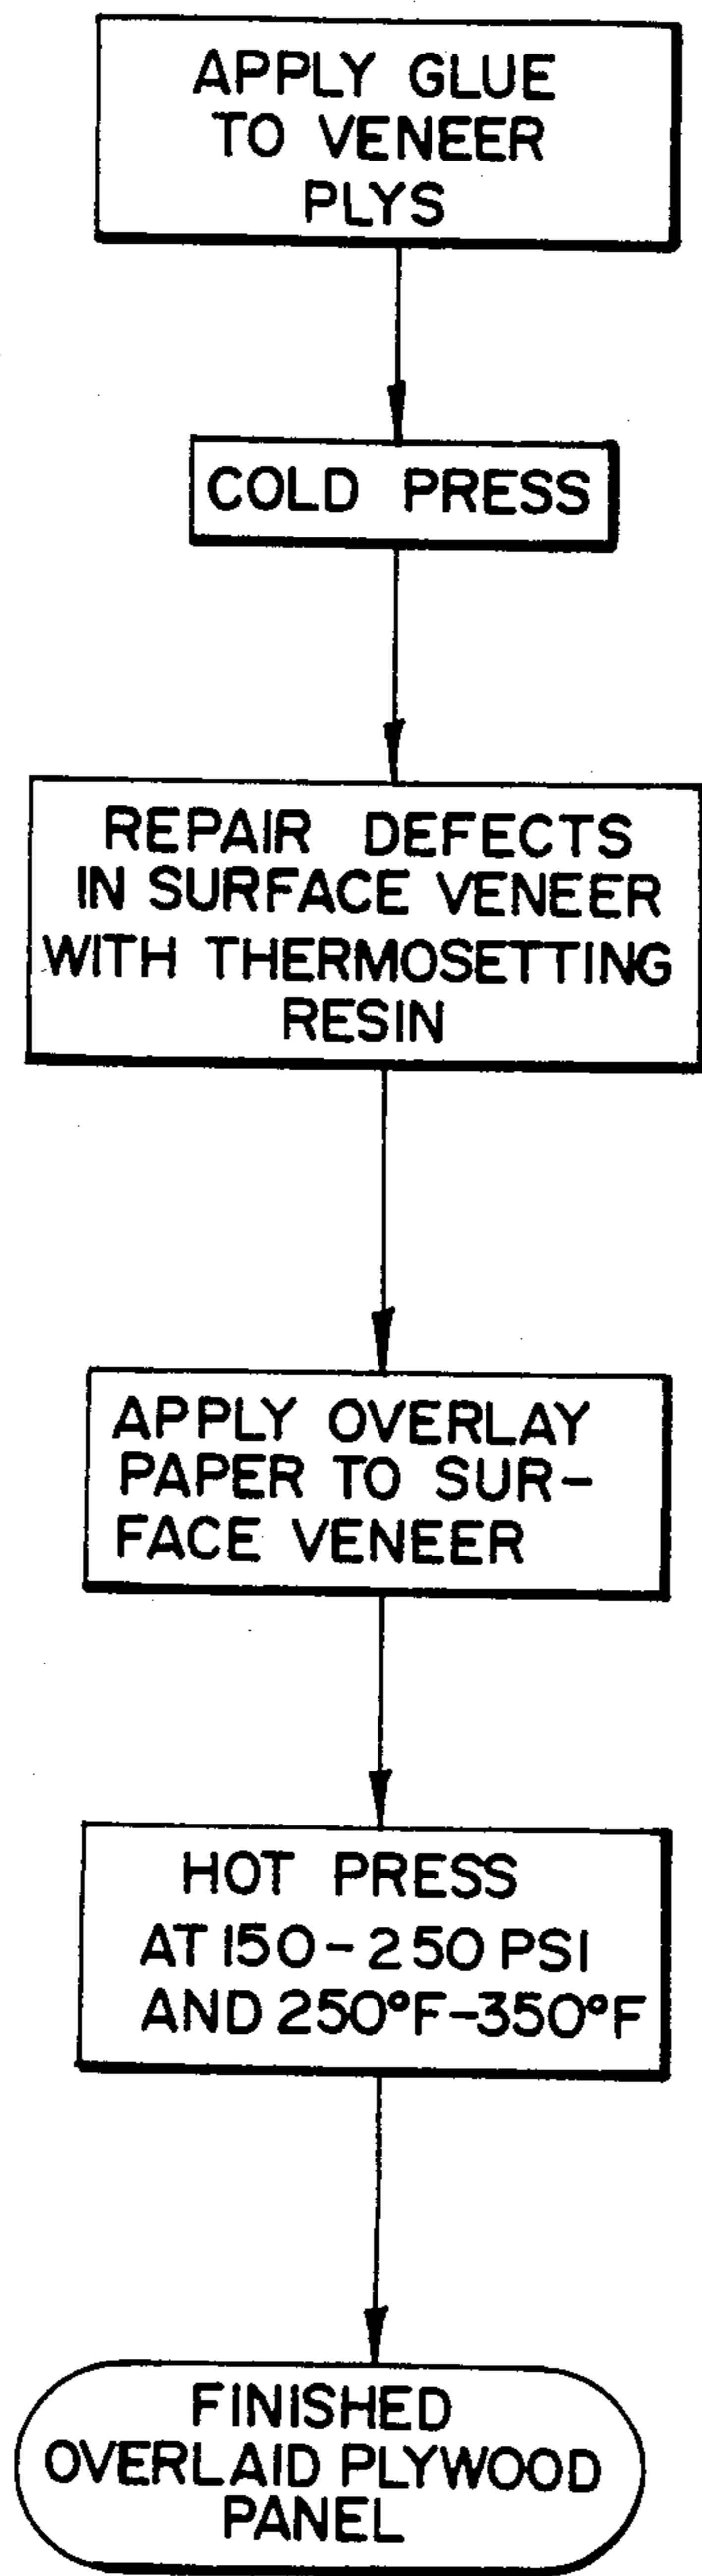 APPLY GLUE
TO VENEER
PLYS
COLD PRESS
REPAIR DEFECTS
IN SURFACE VENEER
WITH THERMOSETTING
RESIN
APPLY OVERLAY
PAPER TO SUR-
FACE VENEER
HOT PRESS
AT 150-250 PSI
AND 250°F-350°F
FINISHED
OVERLAID PLYWOOD
PANEL